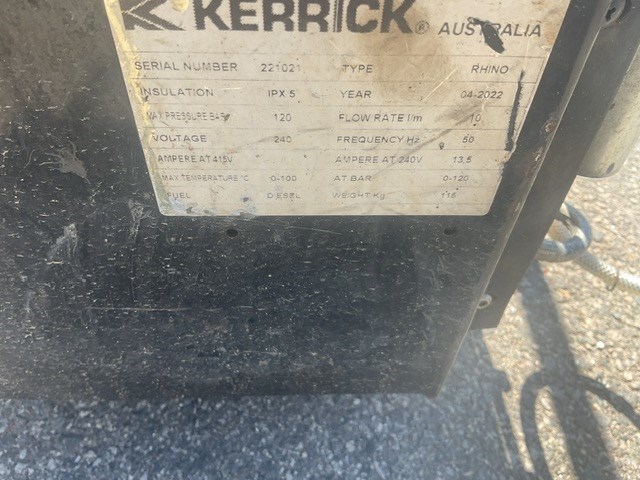 KERRICK® AUSTRALIA
SERIAL NUMBER 221021 TYPE RHINO
INSULATION IPX 5 YEAR 04-2022
MAX PRESSURE BAR 120 FLOW RATE l/m 10
VOLTAGE 240 FREQUENCY Hz 50
AMPERE AT 415V AMPERE AT 240V 13.5
MAX TEMPERATURE °C 0-100 AT BAR 0-120
FUEL DIESEL WEIGHT Kg 115